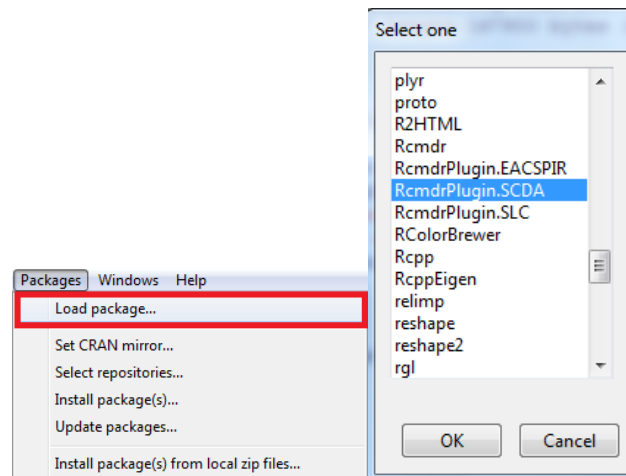 Packages Windows Help
Load package...
Set CRAN mirror...
Select repositories...
Install package(s)...
Update packages...
Install package(s) from local zip files...
Select one
plyr
proto
R2HTML
Rcmdr
RcmdrPlugin.EACSPIR
RcmdrPlugin.SCDA
RcmdrPlugin.SLC
RColorBrewer
Rcpp
RcppEigen
relimp
reshape
reshape2
rgl
OK Cancel